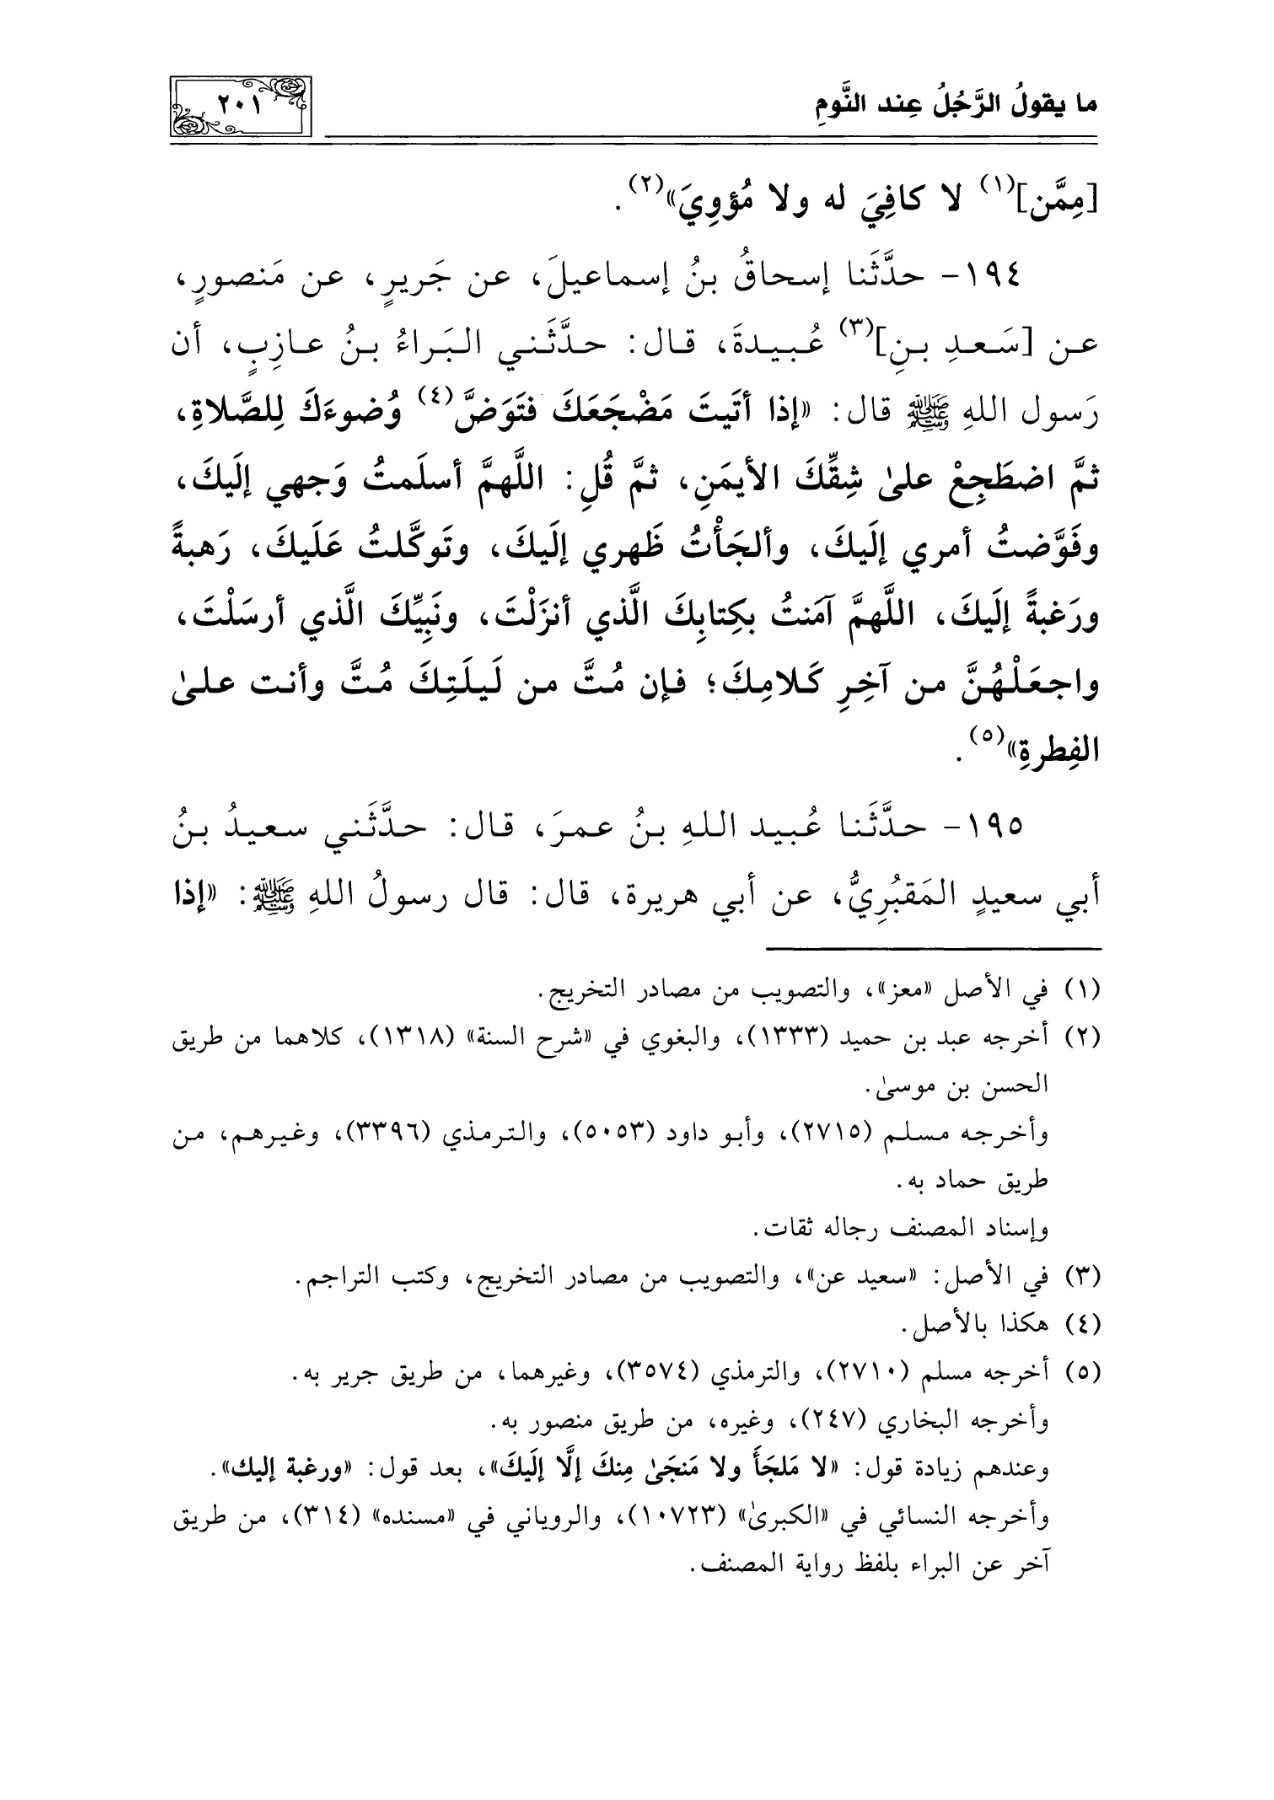 ما يقولُ الرَّجُلُ عِند النَّومِ
٢٠١
[مِمَّن](١) لا كافِيَ له ولا مُؤوِيَ»(٢).
١٩٤- حدَّثَنا إسحاقُ بنُ إسماعيلَ، عن جَريرٍ، عن مَنصورٍ،
عن [سَعدِ بنِ](٣) عُبيدةَ، قال: حدَّثَني البَراءُ بنُ عازِبٍ، أن
رَسول اللهِ ﷺ قال: «إذا أتَيتَ مَضْجَعَكَ فتَوَضَّ(٤) وُضوءَكَ لِلصَّلاةِ،
ثمَّ اضطَجِعْ علىٰ شِقِّكَ الأيمَنِ، ثمَّ قُلِ: اللَّهمَّ أسلَمتُ وَجهي إلَيكَ،
وفَوَّضتُ أمري إلَيكَ، وألجَأْتُ ظَهري إلَيكَ، وتَوكَّلتُ عَلَيكَ، رَهبةً
ورَغبةً إلَيكَ، اللهمَّ آمَنتُ بكِتابِكَ الَّذي أنزَلْتَ، ونَبِيِّكَ الَّذي أرسَلْتَ،
واجعَلْهُنَّ من آخِرِ كَلامِكَ؛ فإن مُتَّ من لَيلَتِكَ مُتَّ وأنت علىٰ
الفِطرةِ»(٥).
١٩٥- حدَّثَنا عُبيد اللهِ بنُ عمرَ، قال: حدَّثَني سعيدُ بنُ
أبي سعيدٍ المَقبُرِيُّ، عن أبي هريرة، قال: قال رسولُ اللهِ ﷺ: «إذا
(١) في الأصل «معز»، والتصويب من مصادر التخريج.
(٢) أخرجه عبد بن حميد (١٣٣٣)، والبغوي في «شرح السنة» (١٣١٨)، كلاهما من طريق
الحسن بن موسىٰ.
وأخرجه مسلم (٢٧١٥)، وأبو داود (٥٠٥٣)، والترمذي (٣٣٩٦)، وغيرهم، من
طريق حماد به.
وإسناد المصنف رجاله ثقات.
(٣) في الأصل: «سعيد عن»، والتصويب من مصادر التخريج، وكتب التراجم.
(٤) هكذا بالأصل.
(٥) أخرجه مسلم (٢٧١٠)، والترمذي (٣٥٧٤)، وغيرهما، من طريق جرير به.
وأخرجه البخاري (٢٤٧)، وغيره، من طريق منصور به.
وعندهم زيادة قول: «لا مَلجَأَ ولا مَنجَىٰ مِنكَ إلَّا إلَيكَ»، بعد قول: «ورغبة إليك».
وأخرجه النسائي في «الكبرىٰ» (١٠٧٢٣)، والروياني في «مسنده» (٣١٤)، من طريق
آخر عن البراء بلفظ رواية المصنف.